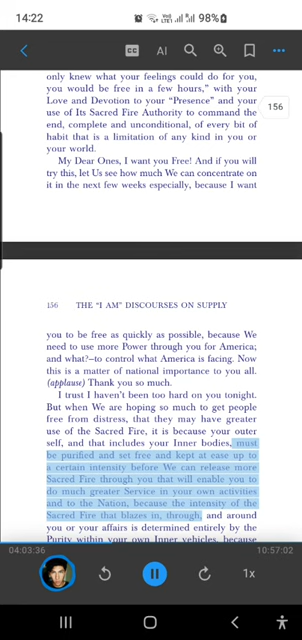 14:22
98%
CC
AI
only knew what your feelings could do for you,
you would be free in a few hours,” with your
Love and Devotion to your “Presence” and your
use of Its Sacred Fire Authority to command the
end, complete and unconditional, of every bit of
habit that is a limitation of any kind in you or
your world.
My Dear Ones, I want you Free! And if you will
try this, let Us see how much We can concentrate on
it in the next few weeks especially, because I want
156
156 THE “I AM” DISCOURSES ON SUPPLY
you to be free as quickly as possible, because We
need to use more Power through you for America;
and what?—to control what America is facing. Now
this is a matter of national importance to you all.
(applause) Thank you so much.
I trust I haven’t been too hard on you tonight.
But when We are hoping so much to get people
free from distress, that they may have greater
use of the Sacred Fire, it is because your outer
self, and that includes your Inner bodies, must
be purified and set free and kept at ease up to
a certain intensity before We can release more
Sacred Fire through you that will enable you to
do much greater Service in your own activities
and to the Nation, because the intensity of the
Sacred Fire that blazes in, through, and around
you or your affairs is determined entirely by the
Purity within your own Inner vehicles, because
04:03:36
10:57:02
1x